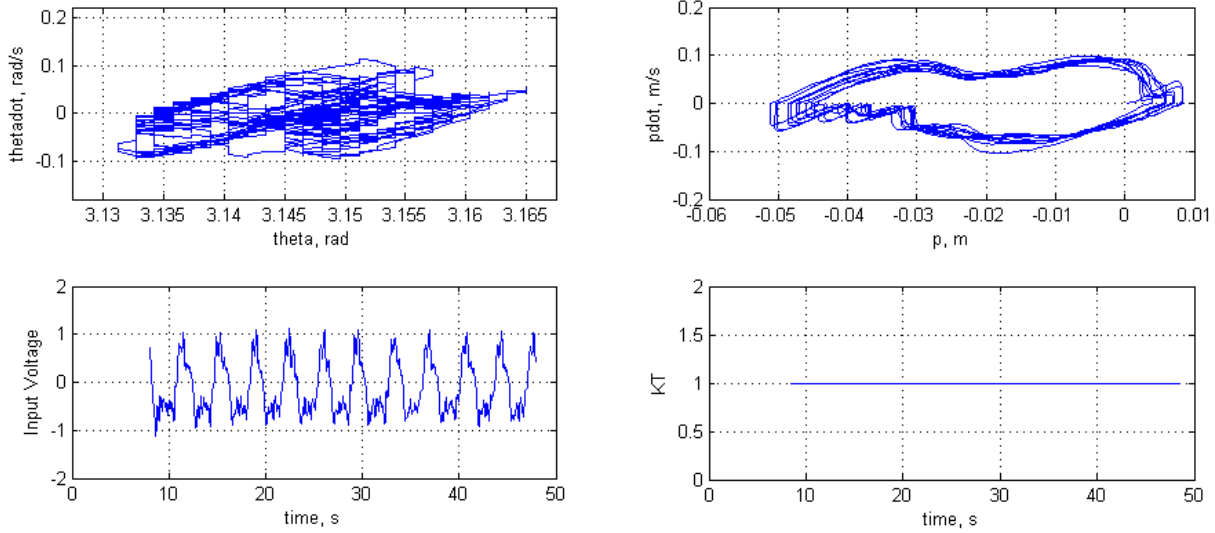 0.2
0.1
0
-0.1
thetadot, rad/s
3.13 3.135 3.14 3.145 3.15 3.155 3.16 3.165
theta, rad
0.2
0.1
0
-0.1
-0.2
pdot, m/s
-0.06 -0.05 -0.04 -0.03 -0.02 -0.01 0 0.01
p, m
2
1
0
-1
-2
Input Voltage
0 10 20 30 40 50
time, s
2
1.5
1
0.5
0
KT
0 10 20 30 40 50
time, s